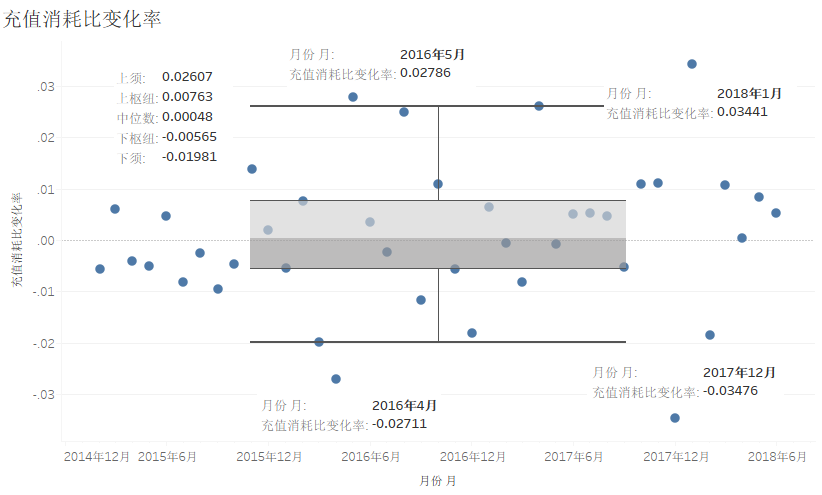 充值消耗比变化率
月份 月: 2016年5月
充值消耗比变化率: 0.02786
上须: 0.02607
上枢纽: 0.00763
中位数: 0.00048
下枢纽: -0.00565
下须: -0.01981
月份 月: 2018年1月
充值消耗比变化率: 0.03441
.03
.02
.01
.00
-.01
-.02
-.03
充值消耗比变化率
月份 月: 2017年12月
充值消耗比变化率: -0.03476
月份 月: 2016年4月
充值消耗比变化率: -0.02711
2014年12月 2015年6月 2015年12月 2016年6月 2016年12月 2017年6月 2017年12月 2018年6月
月份 月